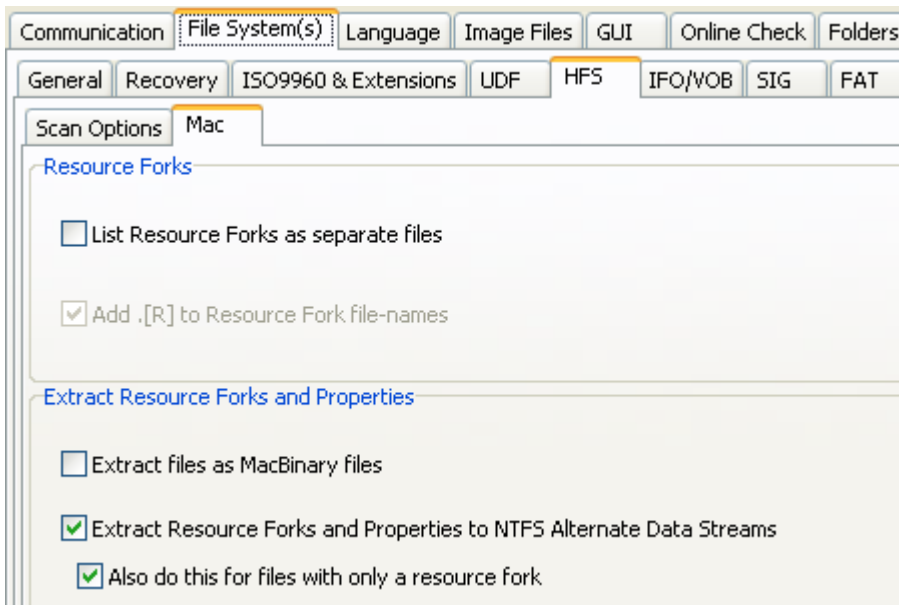 Communication File System(s) Language Image Files GUI Online Check Folders
General Recovery ISO9960 & Extensions UDF HFS IFO/VOB SIG FAT
Scan Options Mac
Resource Forks
List Resource Forks as separate files
Add .[R] to Resource Fork file-names
Extract Resource Forks and Properties
Extract files as MacBinary files
Extract Resource Forks and Properties to NTFS Alternate Data Streams
Also do this for files with only a resource fork